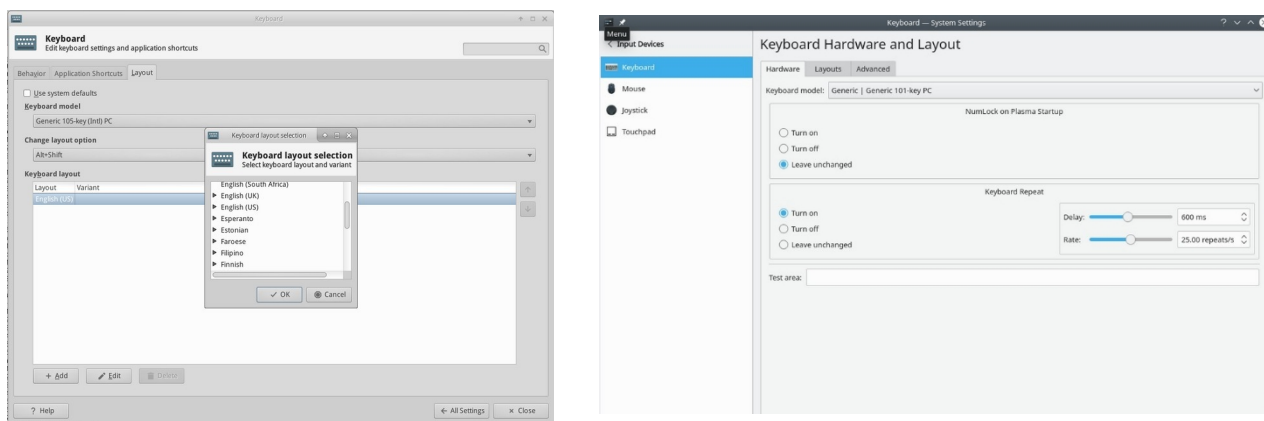 Keyboard
Keyboard
Edit keyboard settings and application shortcuts
Behavior Application Shortcuts Layout
Use system defaults
Keyboard model
Generic 105-key (Intl) PC
Change layout option
Alt+Shift
Keyboard layout
Layout Variant
English (US)
+ Add Edit Delete
? Help
← All Settings × Close
Keyboard layout selection
Keyboard layout selection
Select keyboard layout and variant
English (South Africa)
English (UK)
English (US)
Esperanto
Estonian
Faroese
Filipino
Finnish
OK Cancel
Keyboard — System Settings
Menu
< Input Devices
Keyboard
Mouse
Joystick
Touchpad
Keyboard Hardware and Layout
Hardware Layouts Advanced
Keyboard model: Generic | Generic 101-key PC
NumLock on Plasma Startup
Turn on
Turn off
Leave unchanged
Keyboard Repeat
Turn on
Turn off
Leave unchanged
Delay: 600 ms
Rate: 25.00 repeats/s
Test area: